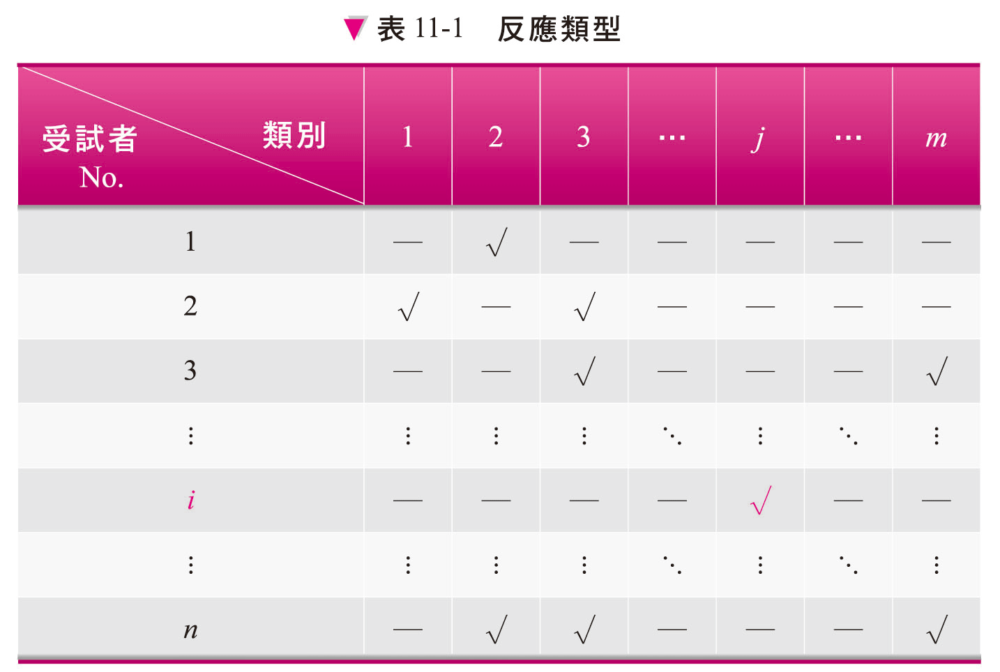 ▼ 表 11-1 反應類型
類別
受試者
No.
1 2 3 … j … m
1 — √ — — — — —
2 √ — √ — — — —
3 — — √ — — — √
⋮ ⋮ ⋮ ⋮ ⋱ ⋮ ⋱ ⋮
i — — — — √ — —
⋮ ⋮ ⋮ ⋮ ⋱ ⋮ ⋱ ⋮
n — √ √ — — — √